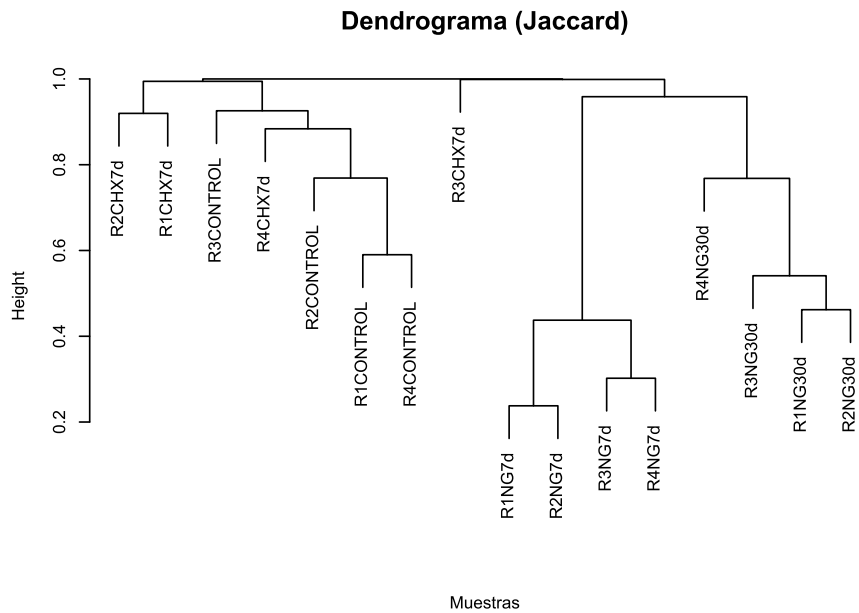 Dendrograma (Jaccard)
Height
1.0
0.8
0.6
0.4
0.2
R2CHX7d
R1CHX7d
R3CONTROL
R4CHX7d
R2CONTROL
R1CONTROL
R4CONTROL
R3CHX7d
R1NG7d
R2NG7d
R3NG7d
R4NG7d
R4NG30d
R3NG30d
R1NG30d
R2NG30d
Muestras